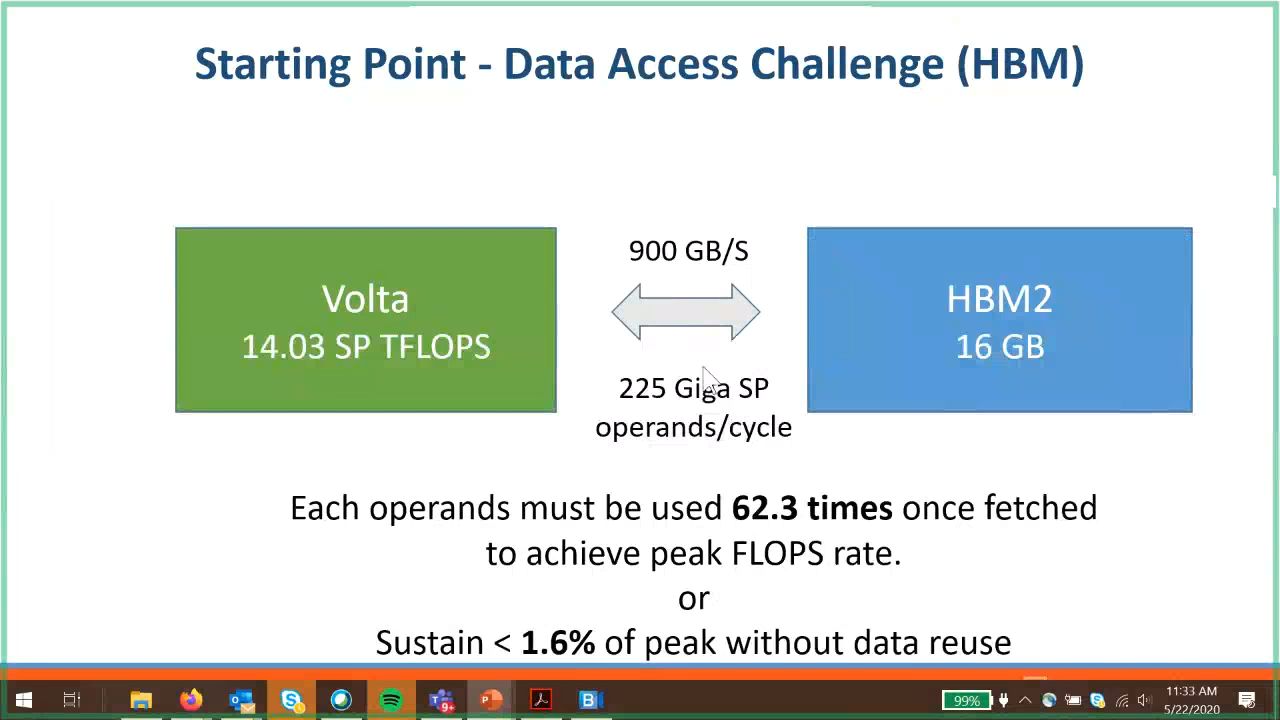 Starting Point - Data Access Challenge (HBM)
Volta
14.03 SP TFLOPS
900 GB/S
225 Giga SP
operands/cycle
HBM2
16 GB
Each operands must be used 62.3 times once fetched
to achieve peak FLOPS rate.
or
Sustain < 1.6% of peak without data reuse
9+
99%
11:33 AM
5/22/2020